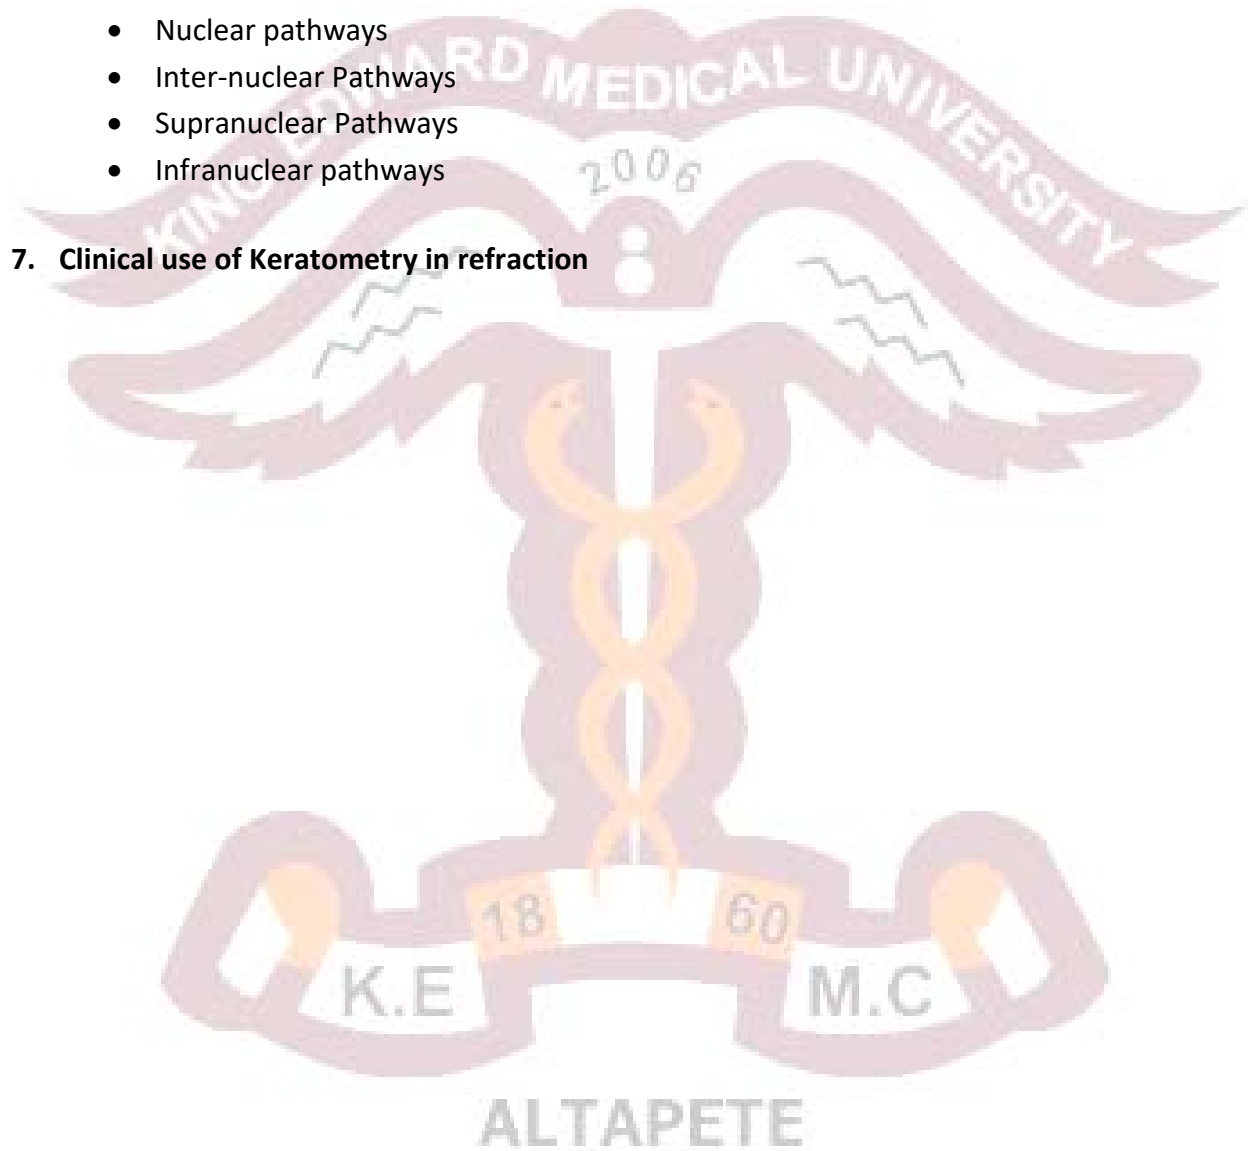 • Nuclear pathways
• Inter-nuclear Pathways
• Supranuclear Pathways
• Infranuclear pathways
KING EDWARD MEDICAL UNIVERSITY
2006
7. Clinical use of Keratometry in refraction
18 60
K.E M.C
ALTAPETE